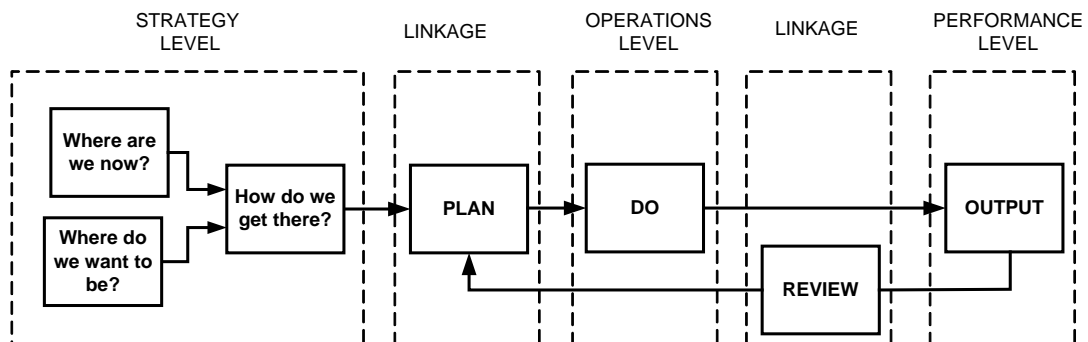 STRATEGY
LEVEL
LINKAGE
OPERATIONS
LEVEL
LINKAGE
PERFORMANCE
LEVEL
Where are
we now?
Where do
we want to
be?
How do we
get there?
PLAN
DO
OUTPUT
REVIEW